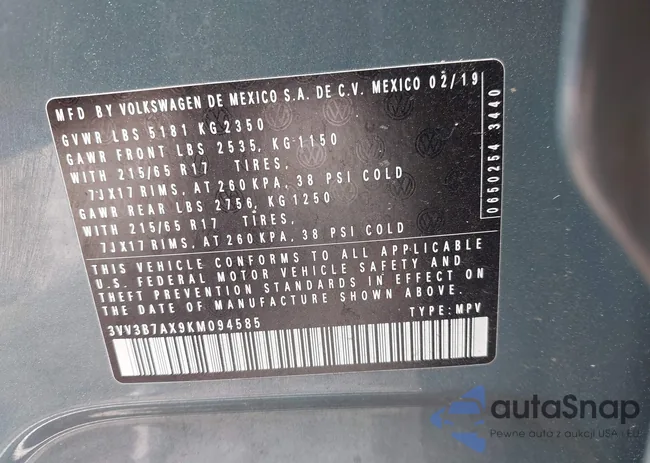 MFD BY VOLKSWAGEN DE MEXICO S.A. DE C.V. MEXICO 02/19
GVWR LBS 5181 KG 2350
GAWR FRONT LBS 2535, KG 1150
WITH 215/65 R17 TIRES,
7JX17 RIMS, AT 260 KPA, 38 PSI COLD
GAWR REAR LBS 2756, KG 1250
WITH 215/65 R17 TIRES,
7JX17 RIMS, AT 260 KPA, 38 PSI COLD
THIS VEHICLE CONFORMS TO ALL APPLICABLE
U.S. FEDERAL MOTOR VEHICLE SAFETY AND
THEFT PREVENTION STANDARDS IN EFFECT ON
THE DATE OF MANUFACTURE SHOWN ABOVE.
3VV3B7AX9KM094585 TYPE: MPV
0650254 3440
autaSnap
Pewne auta z aukcji USA i EU